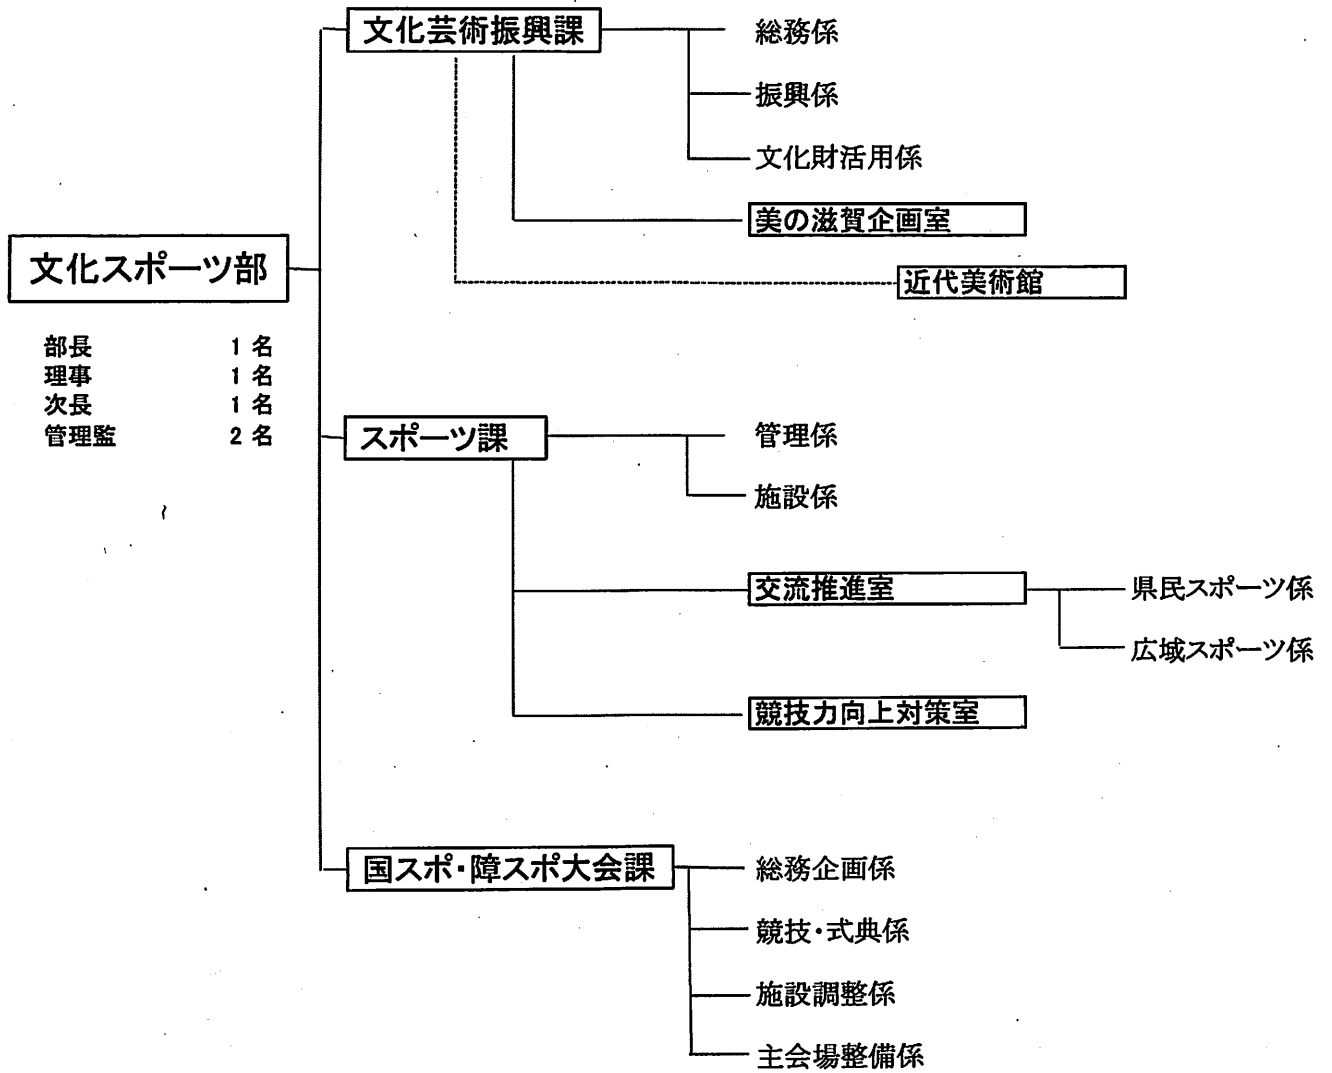 文化芸術振興課
総務係
振興係
文化財活用係
美の滋賀企画室
近代美術館
文化スポーツ部
部長 1 名
理事 1 名
次長 1 名
管理監 2 名
スポーツ課
管理係
施設係
交流推進室
県民スポーツ係
広域スポーツ係
競技力向上対策室
国スポ・障スポ大会課
総務企画係
競技・式典係
施設調整係
主会場整備係